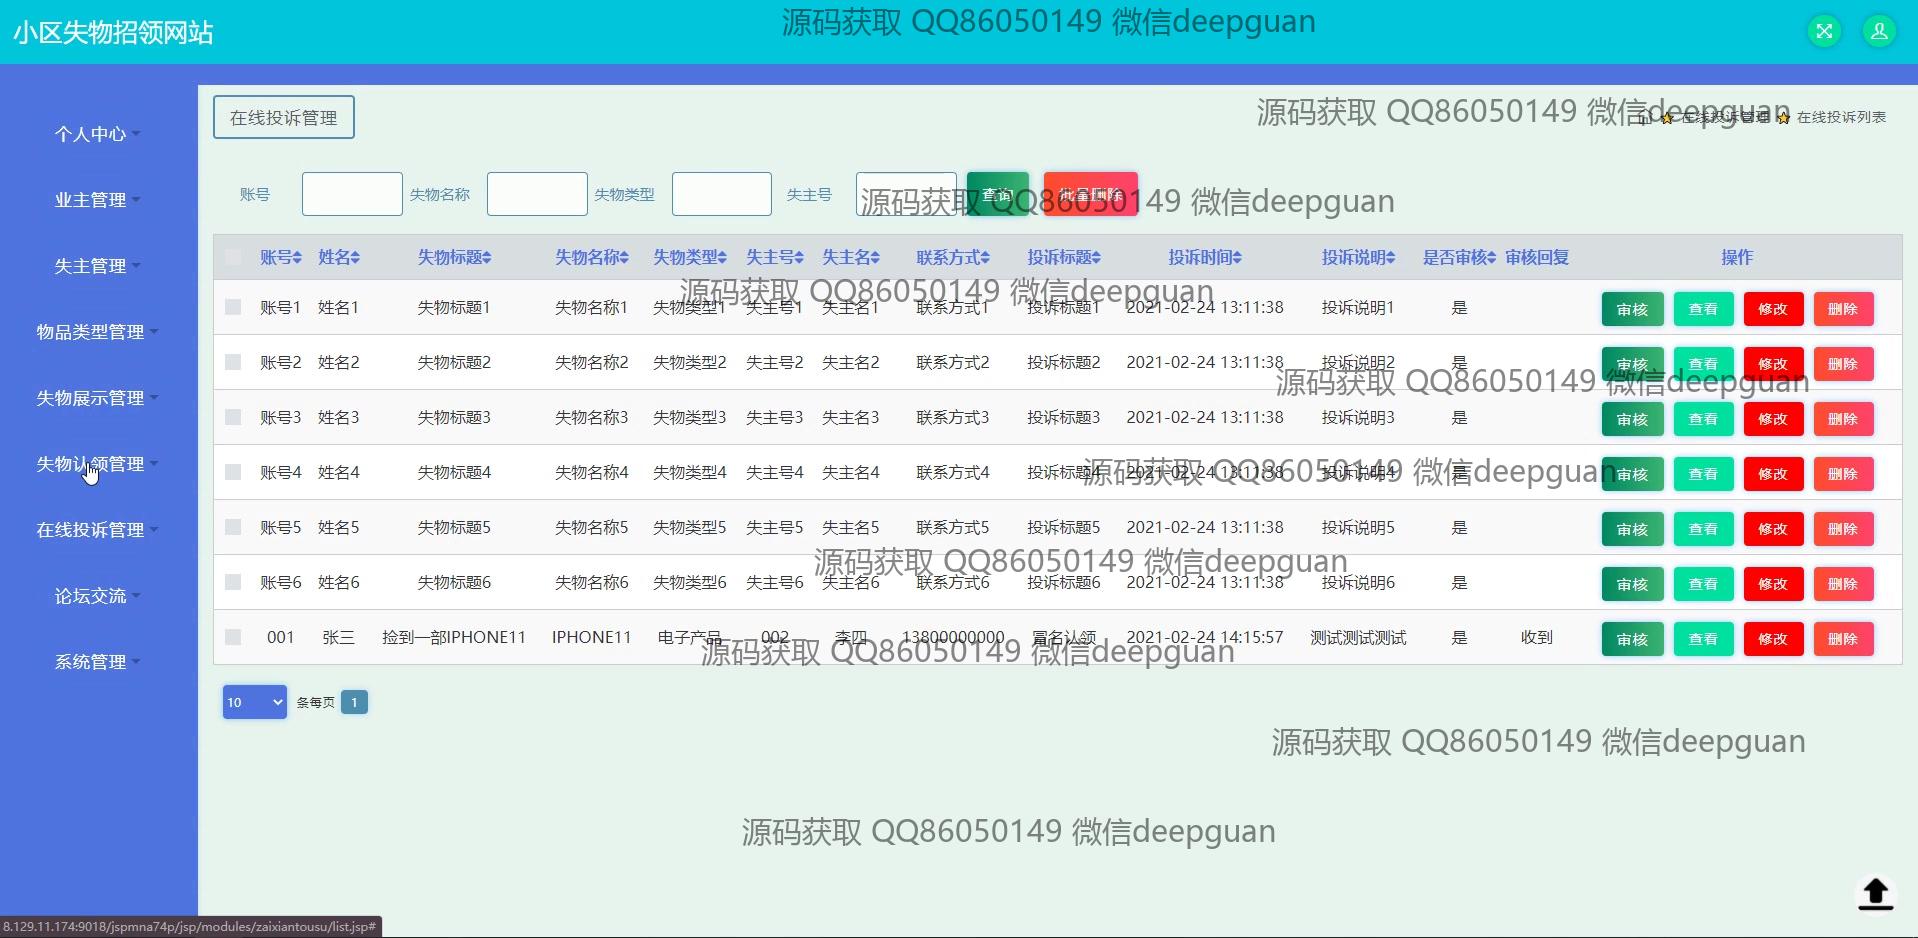 小区失物招领网站
源码获取 QQ86050149 微信deepguan
个人中心
业主管理
失主管理
物品类型管理
失物展示管理
失物认领管理
在线投诉管理
论坛交流
系统管理
在线投诉管理
源码获取 QQ86050149 微信deepguan
在线投诉管理 在线投诉列表
账号 失物名称 失物类型 失主号 查询 批量删除
源码获取 QQ86050149 微信deepguan
账号 姓名 失物标题 失物名称 失物类型 失主号 失主名 联系方式 投诉标题 投诉时间 投诉说明 是否审核 审核回复 操作
源码获取 QQ86050149 微信deepguan
账号1 姓名1 失物标题1 失物名称1 失物类型1 失主号1 失主名1 联系方式1 投诉标题1 2021-02-24 13:11:38 投诉说明1 是 审核 查看 修改 删除
账号2 姓名2 失物标题2 失物名称2 失物类型2 失主号2 失主名2 联系方式2 投诉标题2 2021-02-24 13:11:38 投诉说明2 是 审核 查看 修改 删除
源码获取 QQ86050149 微信deepguan
账号3 姓名3 失物标题3 失物名称3 失物类型3 失主号3 失主名3 联系方式3 投诉标题3 2021-02-24 13:11:38 投诉说明3 是 审核 查看 修改 删除
账号4 姓名4 失物标题4 失物名称4 失物类型4 失主号4 失主名4 联系方式4 投诉标题4 2021-02-24 13:11:38 投诉说明4 是 审核 查看 修改 删除
源码获取 QQ86050149 微信deepguan
账号5 姓名5 失物标题5 失物名称5 失物类型5 失主号5 失主名5 联系方式5 投诉标题5 2021-02-24 13:11:38 投诉说明5 是 审核 查看 修改 删除
源码获取 QQ86050149 微信deepguan
账号6 姓名6 失物标题6 失物名称6 失物类型6 失主号6 失主名6 联系方式6 投诉标题6 2021-02-24 13:11:38 投诉说明6 是 审核 查看 修改 删除
001 张三 捡到一部IPHONE11 IPHONE11 电子产品 002 李四 13800000000 冒名认领 2021-02-24 14:15:57 测试测试测试 是 收到 审核 查看 修改 删除
源码获取 QQ86050149 微信deepguan
10 条每页 1
源码获取 QQ86050149 微信deepguan
源码获取 QQ86050149 微信deepguan
8.129.11.174:9018/jspmna74p/jsp/modules/zaixiantousu/list.jsp#